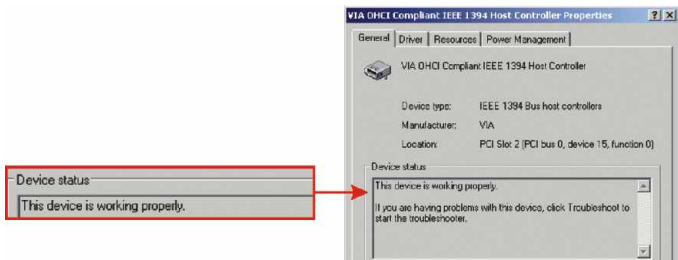 VIA OHCI Compliant IEEE 1394 Host Controller Properties
General Driver Resources Power Management
VIA OHCI Compliant IEEE 1394 Host Controller
Device type: IEEE 1394 Bus host controllers
Manufacturer: VIA
Location: PCI Slot 2 (PCI bus 0, device 15, function 0)
Device status
This device is working properly.
If you are having problems with this device, click Troubleshoot to
start the troubleshooter.
Device status
This device is working properly.